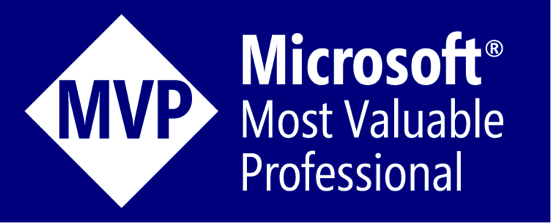 MVP
Microsoft®
Most Valuable
Professional